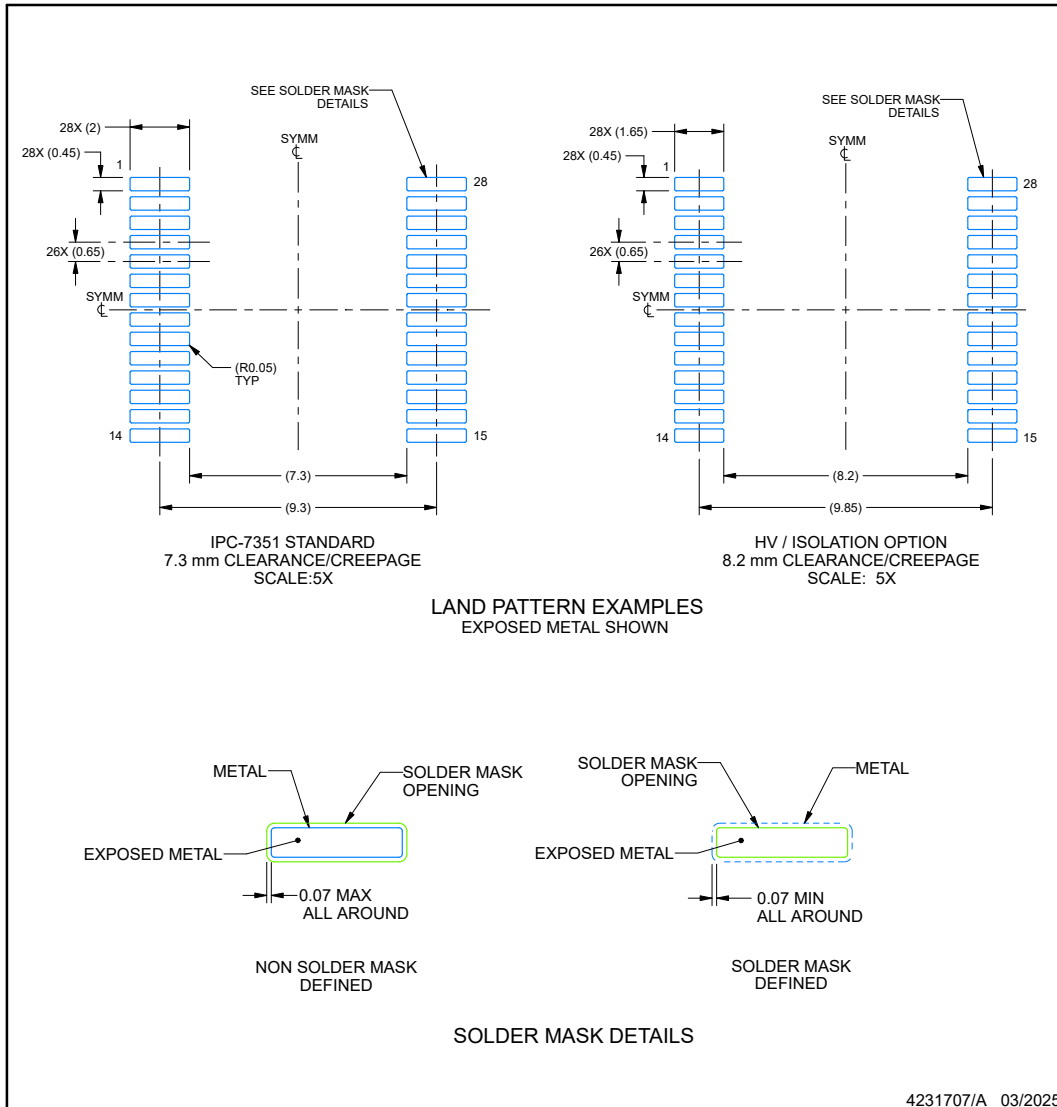 SEE SOLDER MASK
DETAILS
28X (2)
SYMM
℄
28X (0.45)
1
28
26X (0.65)
SYMM
℄
(R0.05)
TYP
14
15
(7.3)
(9.3)
IPC-7351 STANDARD
7.3 mm CLEARANCE/CREEPAGE
SCALE:5X
SEE SOLDER MASK
DETAILS
28X (1.65)
SYMM
℄
28X (0.45)
1
28
26X (0.65)
SYMM
℄
14
15
(8.2)
(9.85)
HV / ISOLATION OPTION
8.2 mm CLEARANCE/CREEPAGE
SCALE: 5X
LAND PATTERN EXAMPLES
EXPOSED METAL SHOWN
METAL
SOLDER MASK
OPENING
EXPOSED METAL
0.07 MAX
ALL AROUND
NON SOLDER MASK
DEFINED
SOLDER MASK
OPENING
METAL
EXPOSED METAL
0.07 MIN
ALL AROUND
SOLDER MASK
DEFINED
SOLDER MASK DETAILS
4231707/A 03/2025